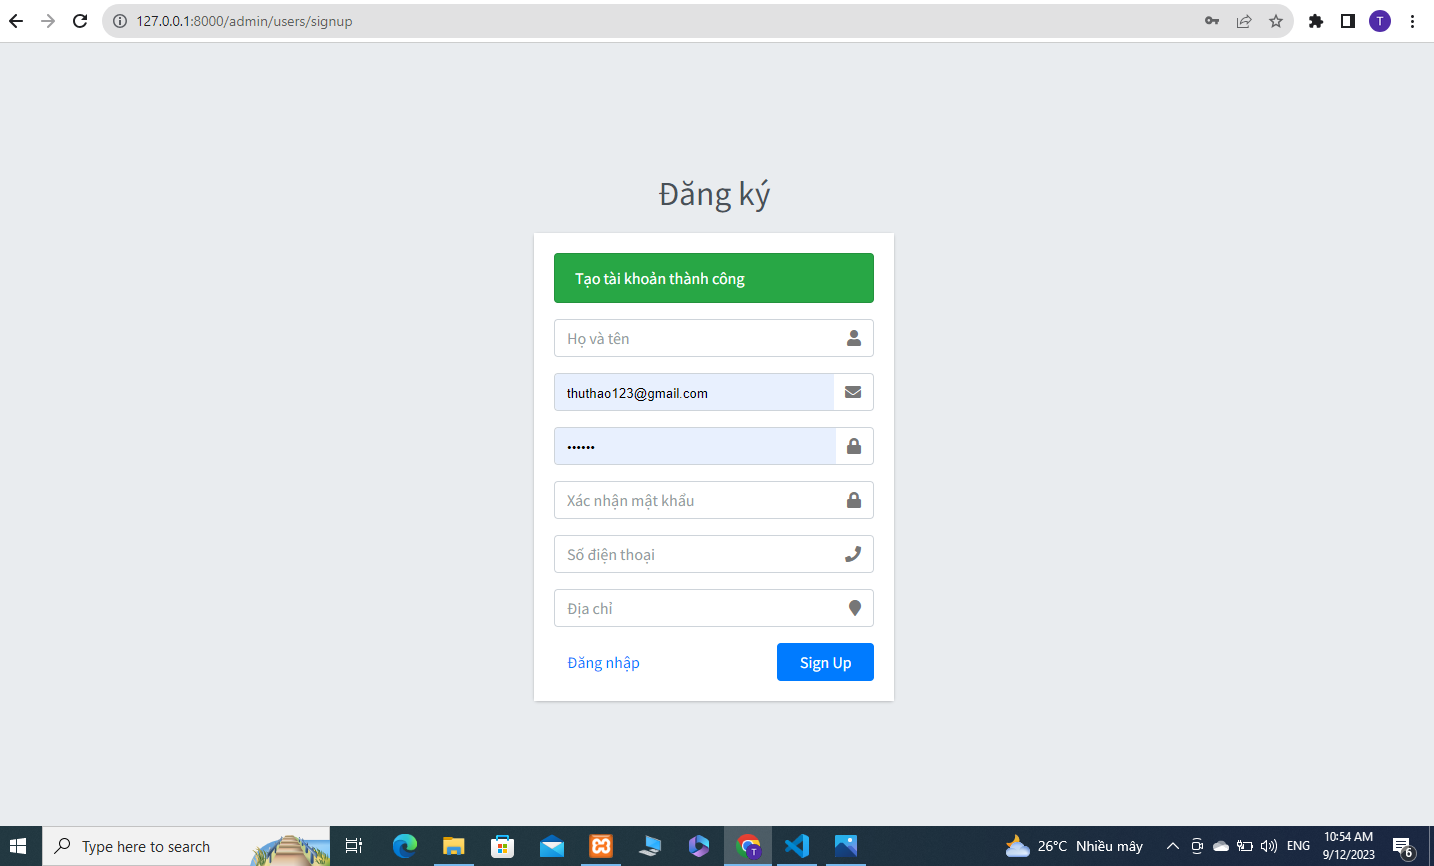 127.0.0.1:8000/admin/users/signup
T
Đăng ký
Tạo tài khoản thành công
Họ và tên
thuthao123@gmail.com
••••••
Xác nhận mật khẩu
Số điện thoại
Địa chỉ
Đăng nhập
Sign Up
Type here to search
T
26°C Nhiều mây
ENG
10:54 AM
9/12/2023
6